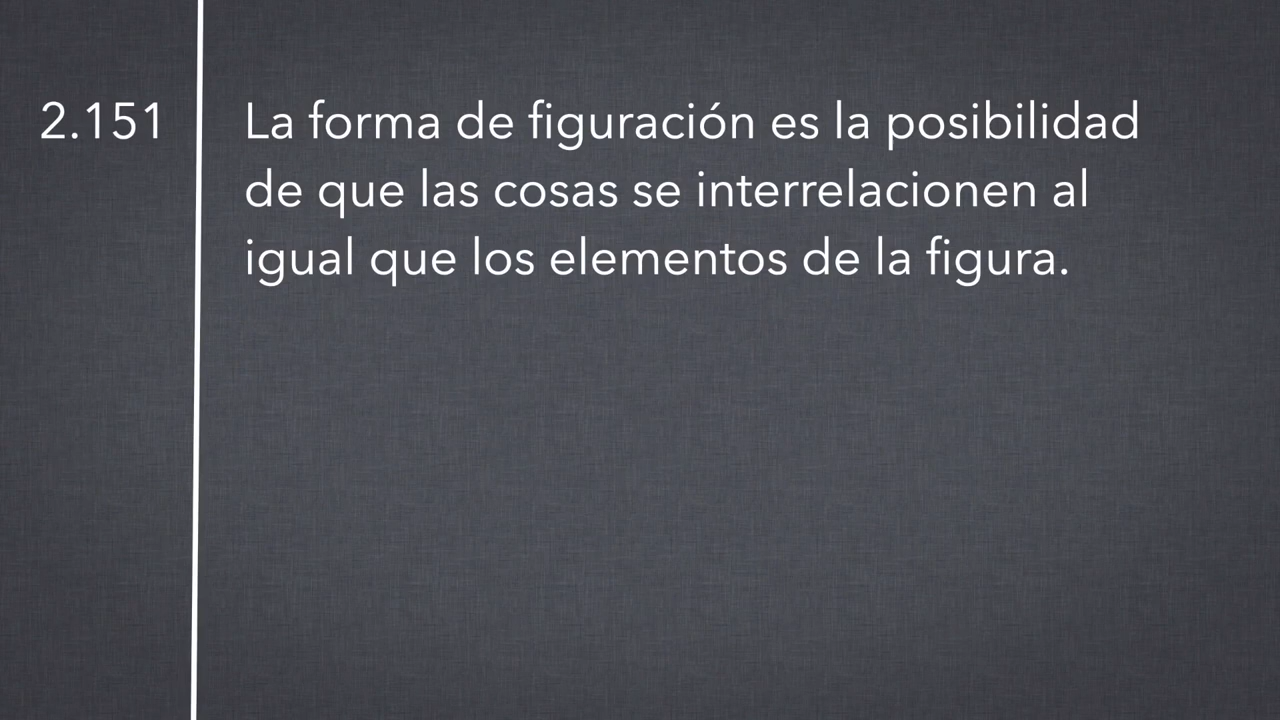 2.151 La forma de figuración es la posibilidad
de que las cosas se interrelacionen al
igual que los elementos de la figura.